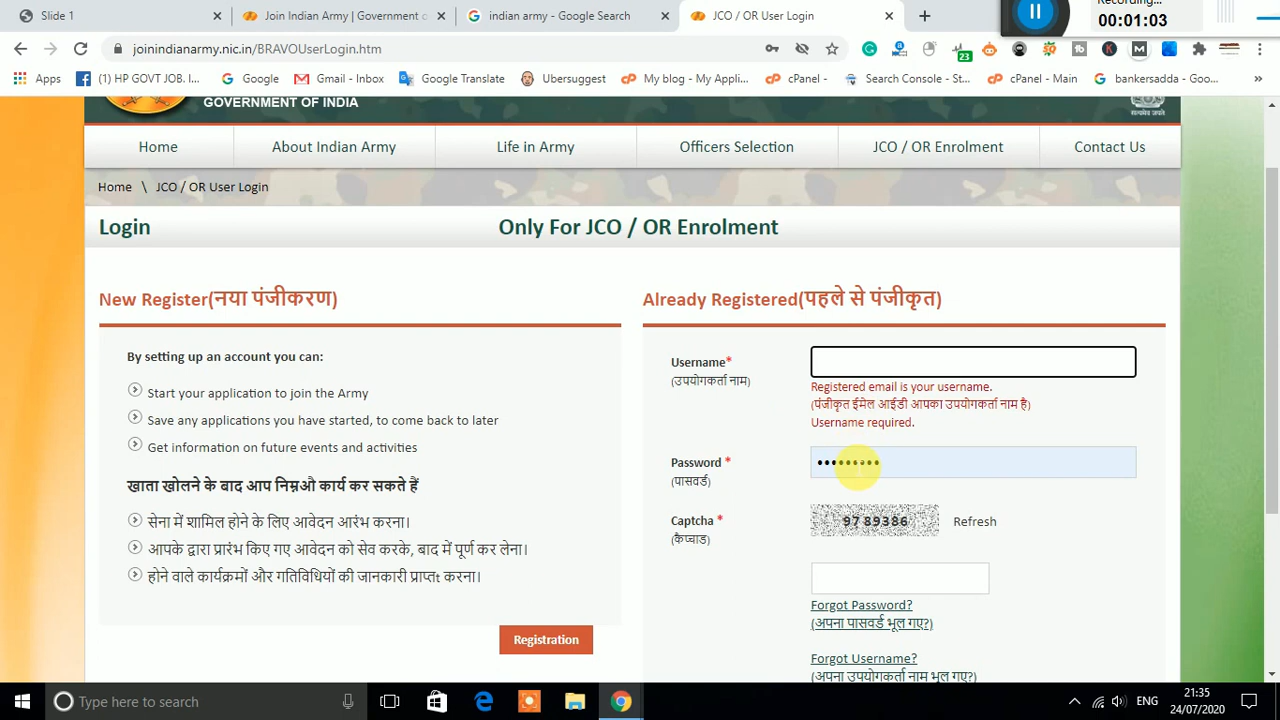 Recording...
00:01:03
Slide 1
Join Indian Army | Government o
indian army - Google Search
JCO / OR User Login
joinindianarmy.nic.in/BRAVOUserLogin.htm
23
Apps
(1) HP GOVT JOB. I...
Google
Gmail - Inbox
Google Translate
Ubersuggest
My blog - My Appli...
cPanel -
Search Console - St...
cPanel - Main
bankersadda - Goo...
»
GOVERNMENT OF INDIA
Home
About Indian Army
Life in Army
Officers Selection
JCO / OR Enrolment
Contact Us
Home \ JCO / OR User Login
Login
Only For JCO / OR Enrolment
New Register(नया पंजीकरण)
By setting up an account you can:
Start your application to join the Army
Save any applications you have started, to come back to later
Get information on future events and activities
खाता खोलने के बाद आप निम्नऔ कार्य कर सकते हैं
सेना में शामिल होने के लिए आवेदन आरंभ करना।
आपके द्वारा प्रारंभ किए गए आवेदन को सेव करके, बाद में पूर्ण कर लेना।
होने वाले कार्यक्रमों और गतिविधियों की जानकारी प्राप्तt करना।
Registration
Already Registered(पहले से पंजीकृत)
Username*
(उपयोगकर्ता नाम)
Registered email is your username.
(पंजीकृत ईमेल आईडी आपका उपयोगकर्ता नाम है)
Username required.
Password *
(पासवर्ड)
Captcha *
(कैप्चाड)
9789386
Refresh
Forgot Password?
(अपना पासवर्ड भूल गए?)
Forgot Username?
(अपना उपयोगकर्ता नाम भूल गए?)
Type here to search
ENG
21:35
24/07/2020